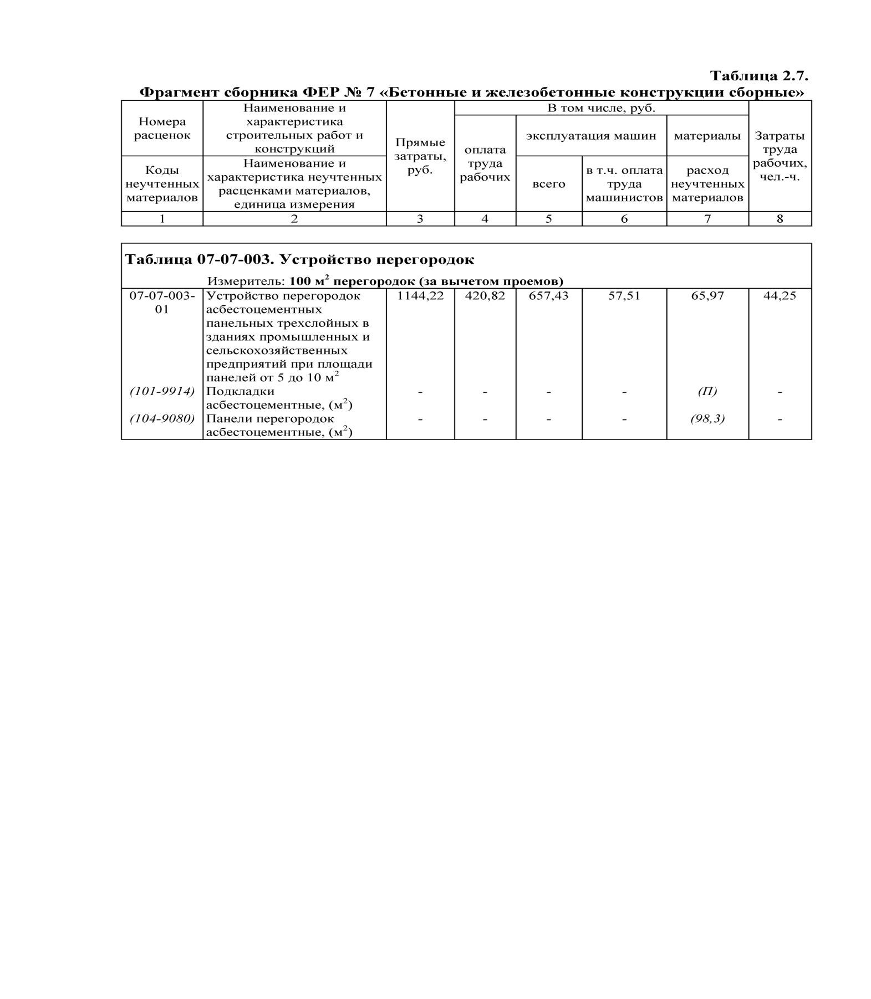 Таблица 2.7.
Фрагмент сборника ФЕР № 7 «Бетонные и железобетонные конструкции сборные»
Номера
расценок
Наименование и
характеристика
строительных работ и
конструкций
Прямые
затраты,
руб.
В том числе, руб.
Затраты
труда
рабочих,
чел.-ч.
оплата
труда
рабочих
эксплуатация машин
материалы
Коды
неучтенных
материалов
Наименование и
характеристика неучтенных
расценками материалов,
единица измерения
всего
в т.ч. оплата
труда
машинистов
расход
неучтенных
материалов
1 2 3 4 5 6 7 8
Таблица 07-07-003. Устройство перегородок
Измеритель: 100 м² перегородок (за вычетом проемов)
07-07-003-
01
Устройство перегородок
асбестоцементных
панельных трехслойных в
зданиях промышленных и
сельскохозяйственных
предприятий при площади
панелей от 5 до 10 м²
1144,22 420,82 657,43 57,51 65,97 44,25
(101-9914) Подкладки - - - - (П) -
асбестоцементные, (м²)
(104-9080) Панели перегородок - - - - (98,3) -
асбестоцементные, (м²)